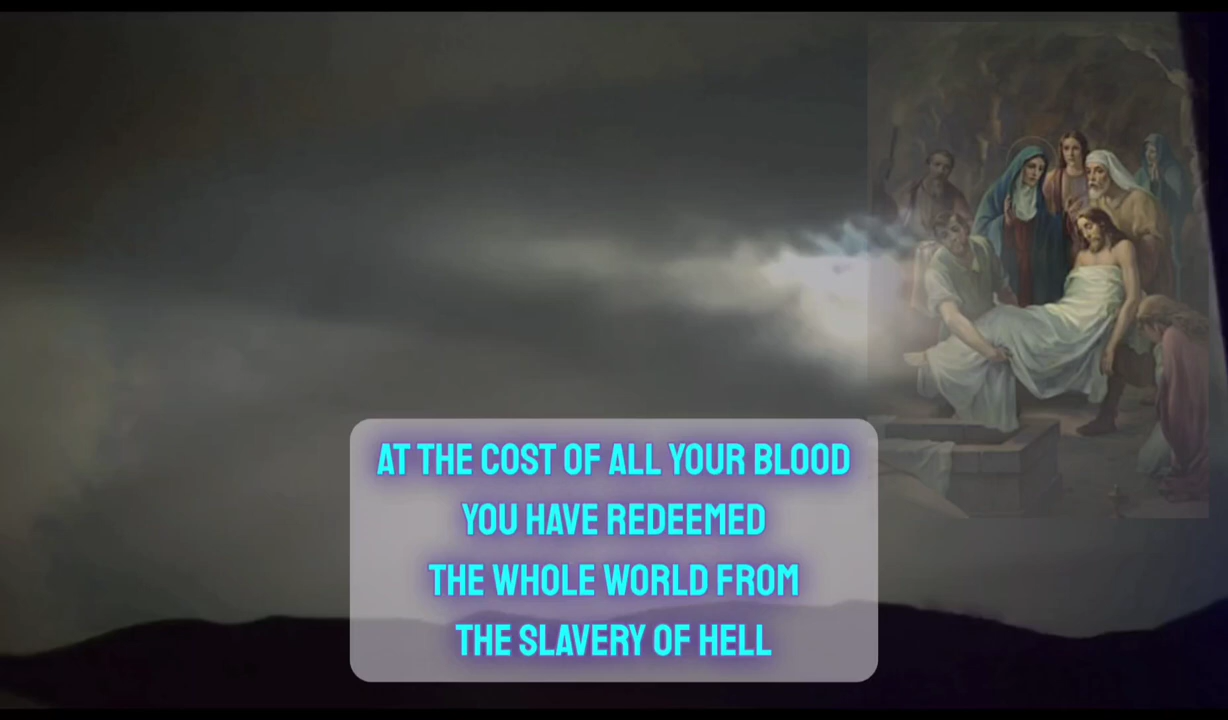 AT THE COST OF ALL YOUR BLOOD
YOU HAVE REDEEMED
THE WHOLE WORLD FROM
THE SLAVERY OF HELL